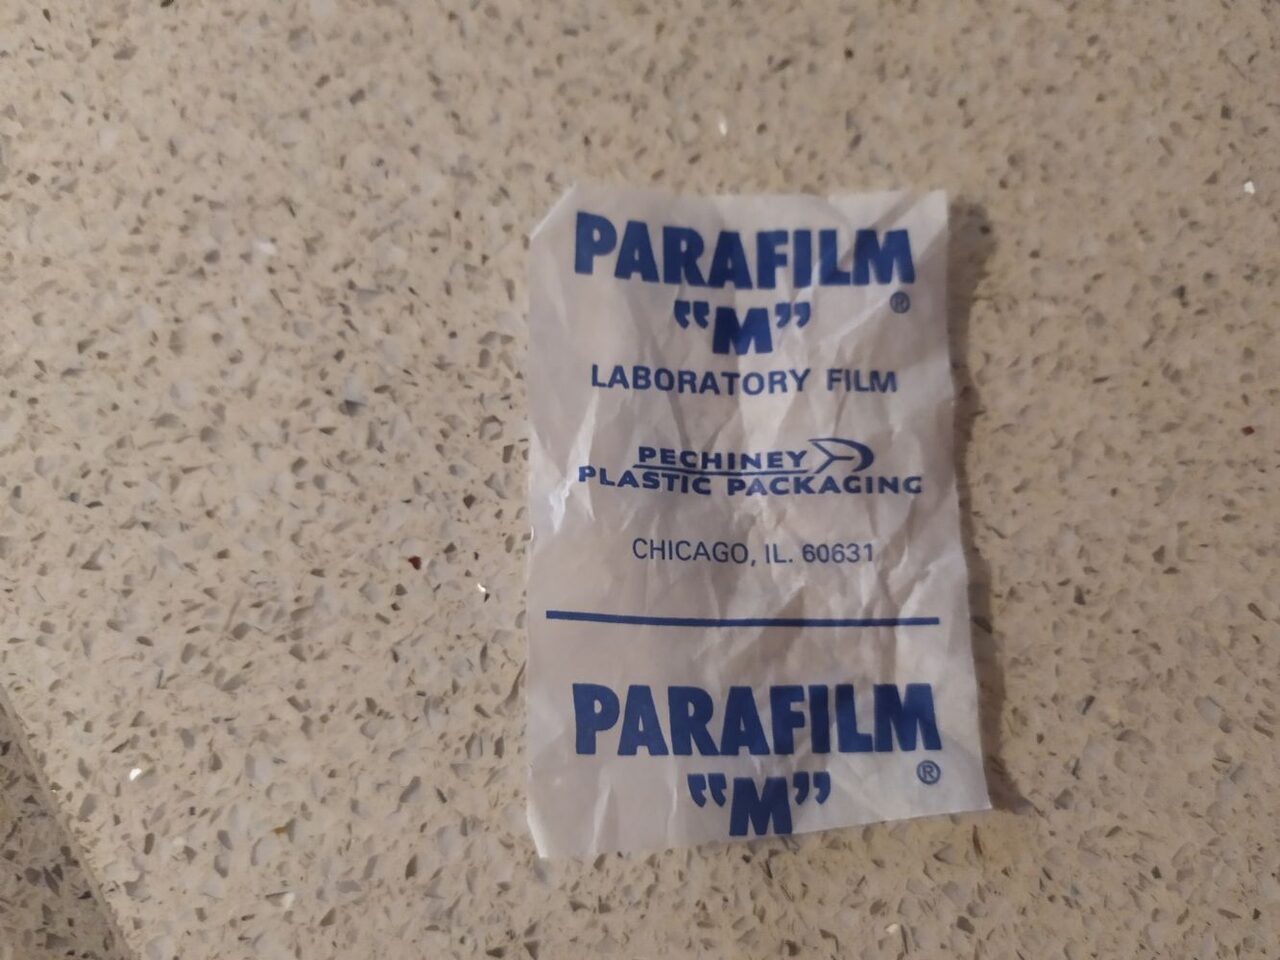 PARAFILM
“M” ®
LABORATORY FILM
PECHINEY
PLASTIC PACKAGING
CHICAGO, IL. 60631
PARAFILM
“M” ®